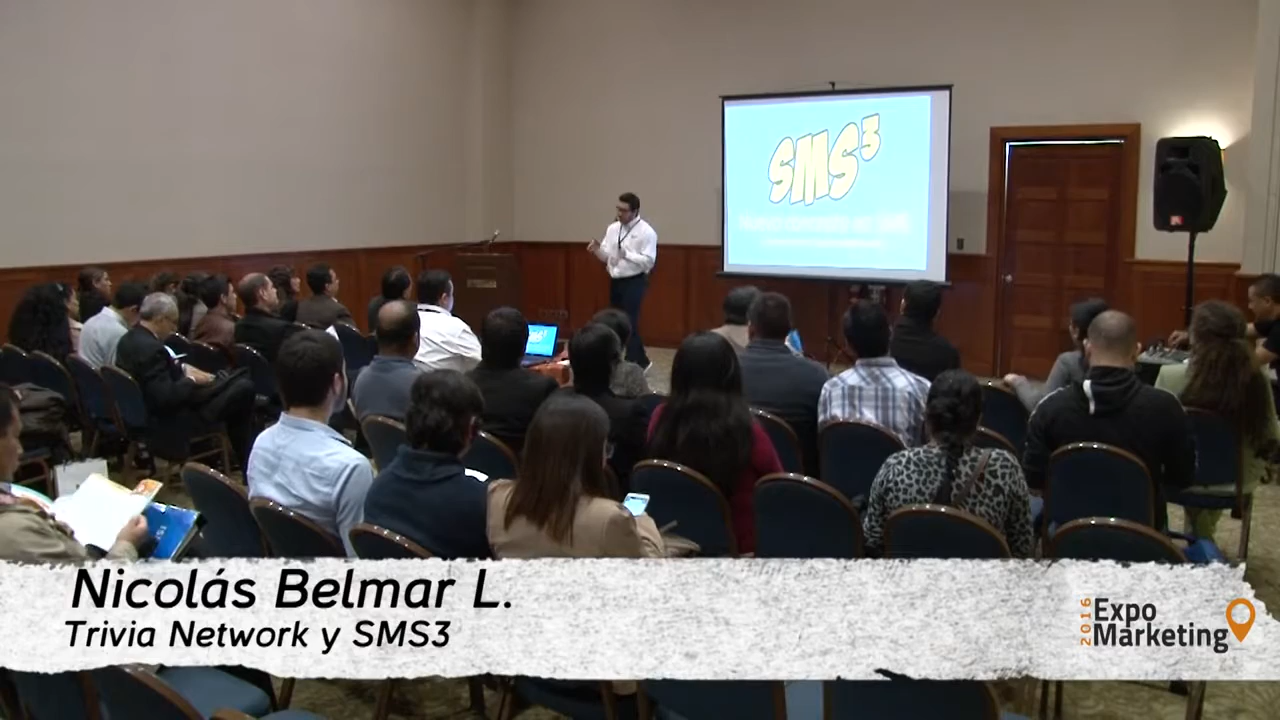 SMS³
Nicolás Belmar L.
Trivia Network y SMS3
2016
Expo
Marketing